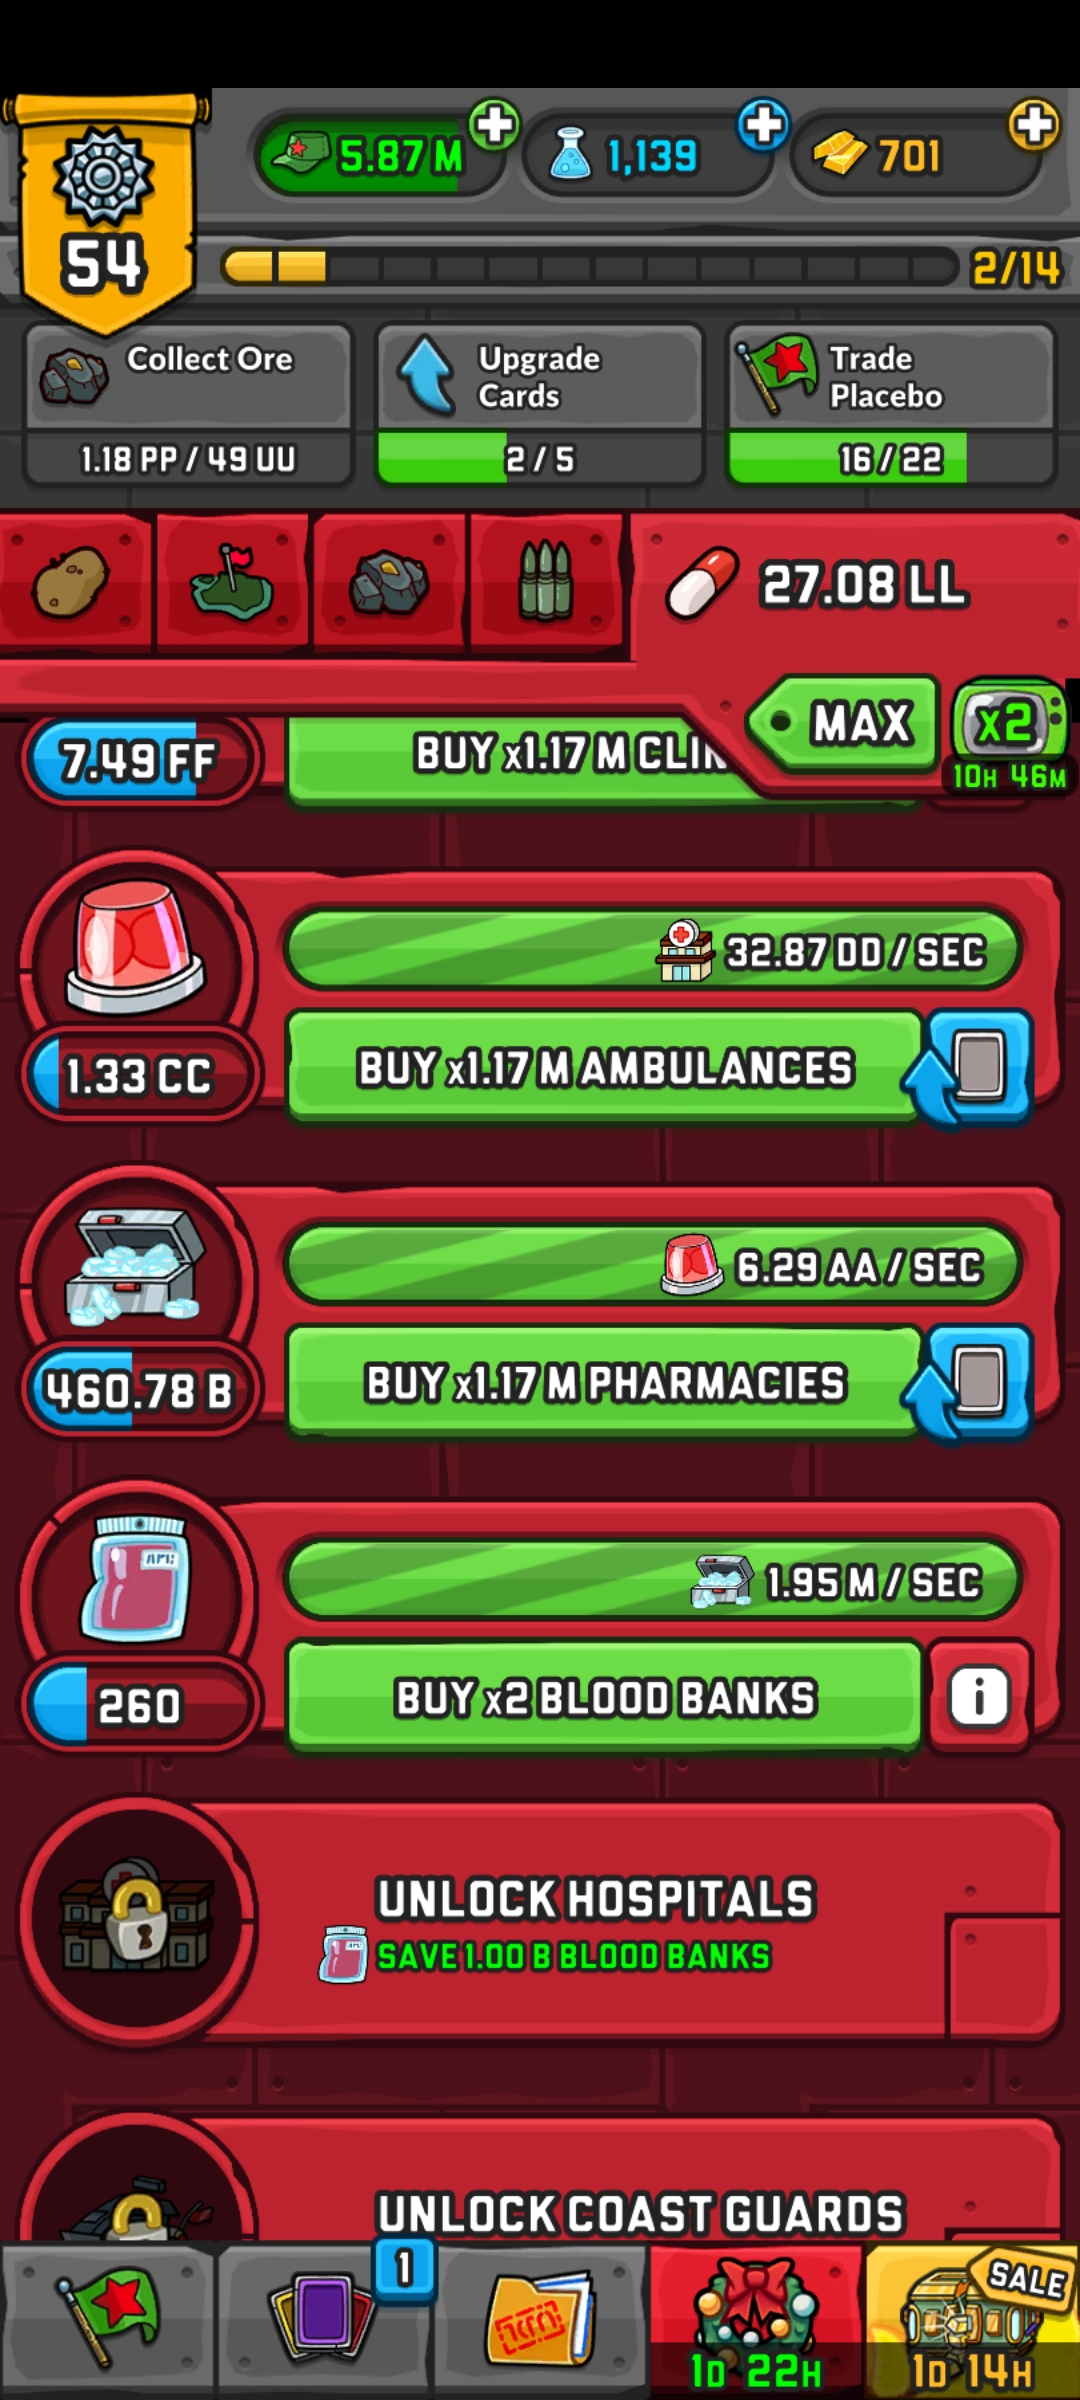 5.87 M
1,139
701
54
2/14
Collect Ore
1.18 PP / 49 UU
Upgrade
Cards
2 / 5
Trade
Placebo
16 / 22
27.08 LL
MAX
x2
10H 46M
7.49 FF
BUY x1.17 M CLIN
32.87 DD / SEC
1.33 CC
BUY x1.17 M AMBULANCES
6.29 AA / SEC
460.78 B
BUY x1.17 M PHARMACIES
1.95 M / SEC
260
BUY x2 BLOOD BANKS
i
UNLOCK HOSPITALS
SAVE 1.00 B BLOOD BANKS
UNLOCK COAST GUARDS
1
SALE
1D 22H
1D 14H